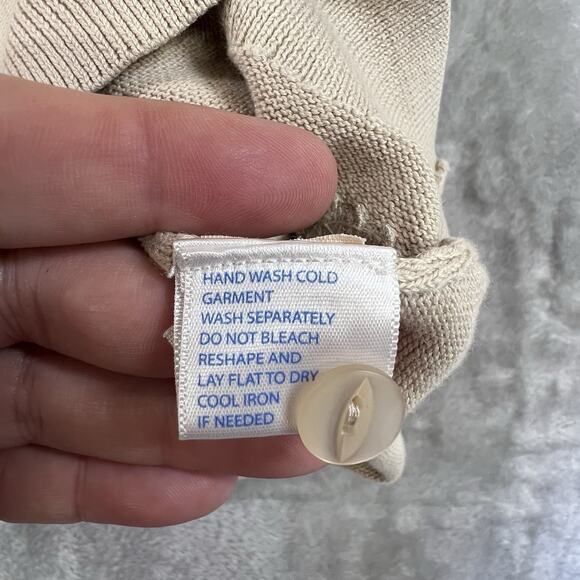 HAND WASH COLD
GARMENT
WASH SEPARATELY
DO NOT BLEACH
RESHAPE AND
LAY FLAT TO DRY
COOL IRON
IF NEEDED